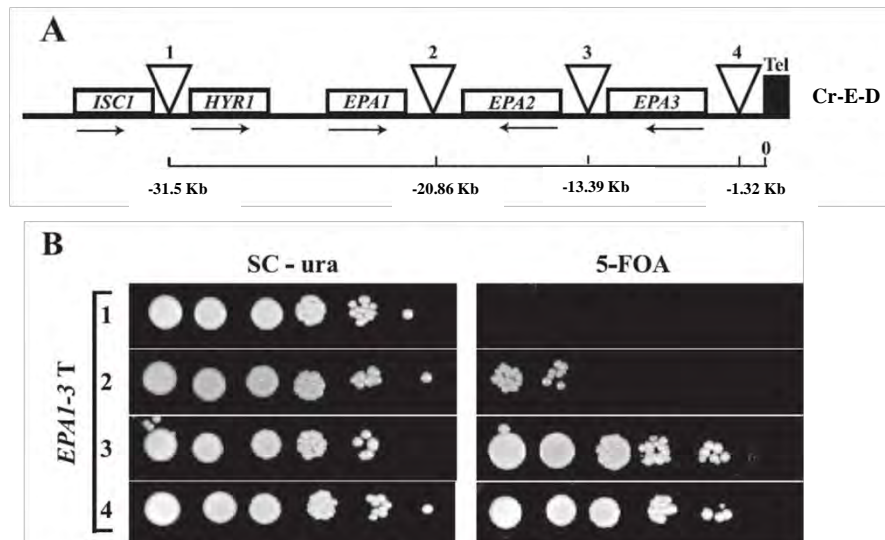 A
1 2 3 4
Tel
ISC1 HYR1 EPA1 EPA2 EPA3
Cr-E-D
0
-31.5 Kb -20.86 Kb -13.39 Kb -1.32 Kb
B
SC - ura 5-FOA
EPA1-3 T
1
2
3
4